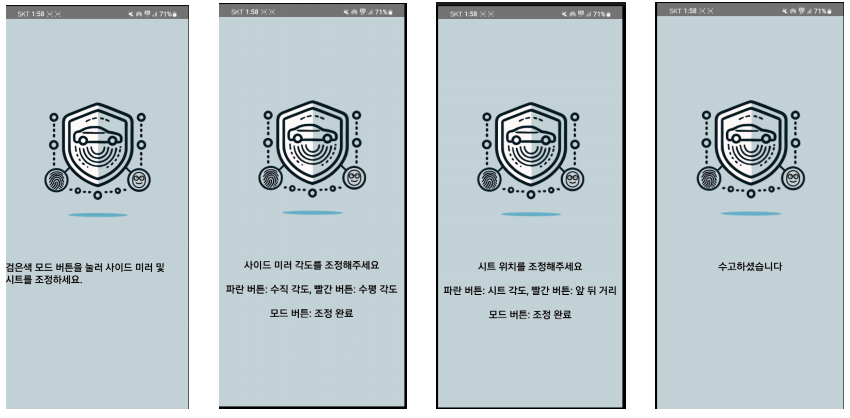 SKT 1:58
71%
검은색 모드 버튼을 눌러 사이드 미러 및
시트를 조정하세요.
SKT 1:58
71%
사이드 미러 각도를 조정해주세요
파란 버튼: 수직 각도, 빨간 버튼: 수평 각도
모드 버튼: 조정 완료
SKT 1:58
71%
시트 위치를 조정해주세요
파란 버튼: 시트 각도, 빨간 버튼: 앞 뒤 거리
모드 버튼: 조정 완료
SKT 1:58
71%
수고하셨습니다